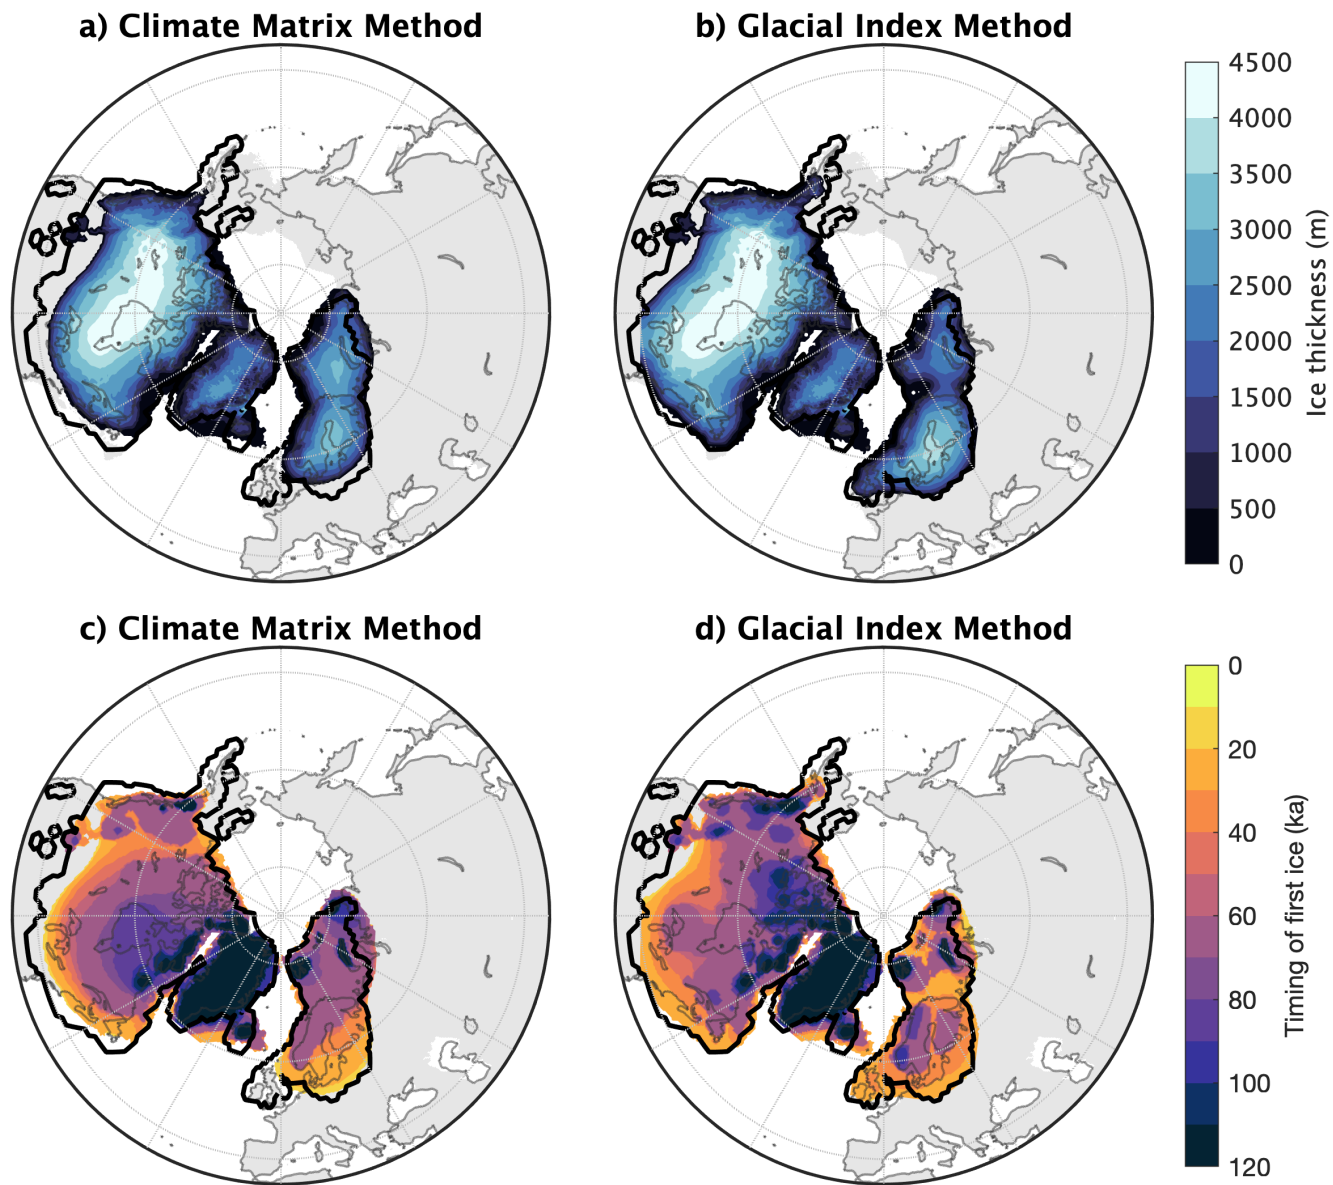 a) Climate Matrix Method
b) Glacial Index Method
4500
4000
3500
3000
2500
2000
1500
1000
500
0
Ice thickness (m)
c) Climate Matrix Method
d) Glacial Index Method
0
20
40
60
80
100
120
Timing of first ice (ka)